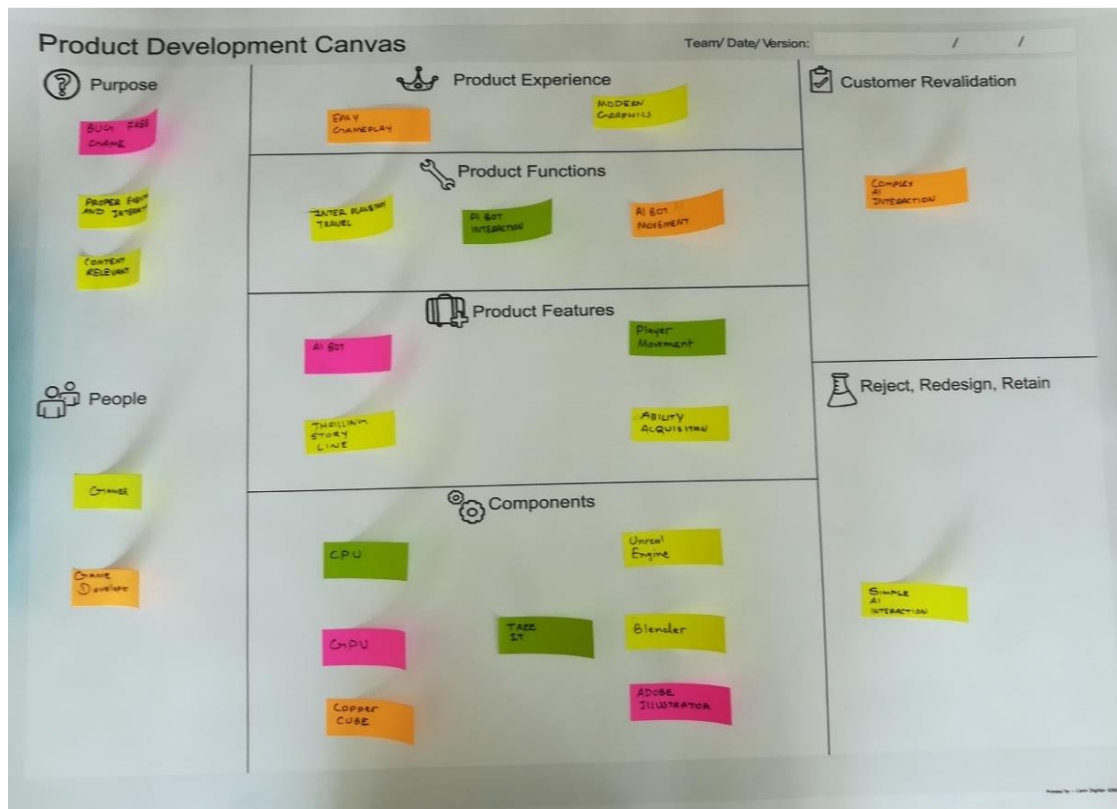 Product Development Canvas
Team/ Date/ Version:
/ /
Purpose
BUG FREE
GAME
PROPER
AND
CONTENT
RELEVANT
People
GAMER
GAME
Developer
Product Experience
EASY
GAMEPLAY
MODERN
GRAPHICS
Product Functions
INTER PLANETARY
TRAVEL
AI BOT
INTERACTION
AI BOT
MOVEMENT
Product Features
AI BOT
Player
Movement
THRILLING
STORY
LINE
ABILITY
ACQUISITION
Components
CPU
Unreal
Engine
GPU
TREE
IT
Blender
COPPER
CUBE
ADOBE
ILLUSTRATOR
Customer Revalidation
COMPLEX
AI
INTERACTION
Reject, Redesign, Retain
SIMPLE
AI
INTERACTION